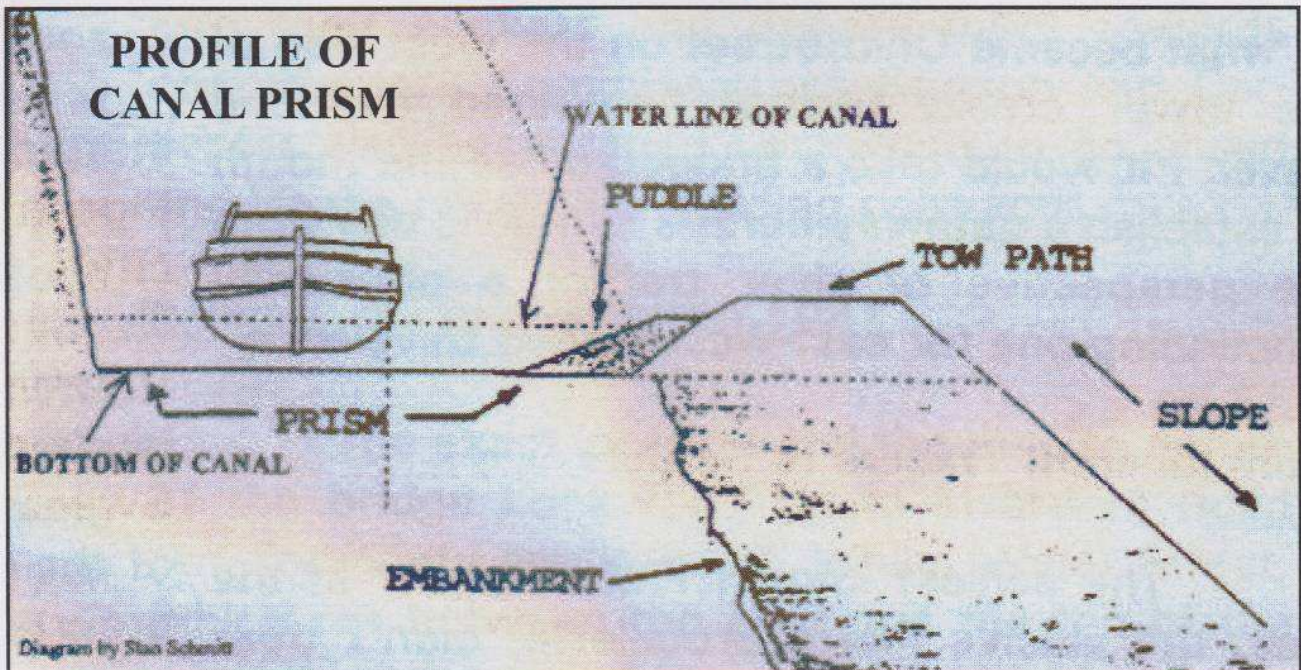 PROFILE OF
CANAL PRISM
WATER LINE OF CANAL
PUDDLE
TOW PATH
PRISM
SLOPE
BOTTOM OF CANAL
EMBANKMENT
Diagram by Stan Schmitt